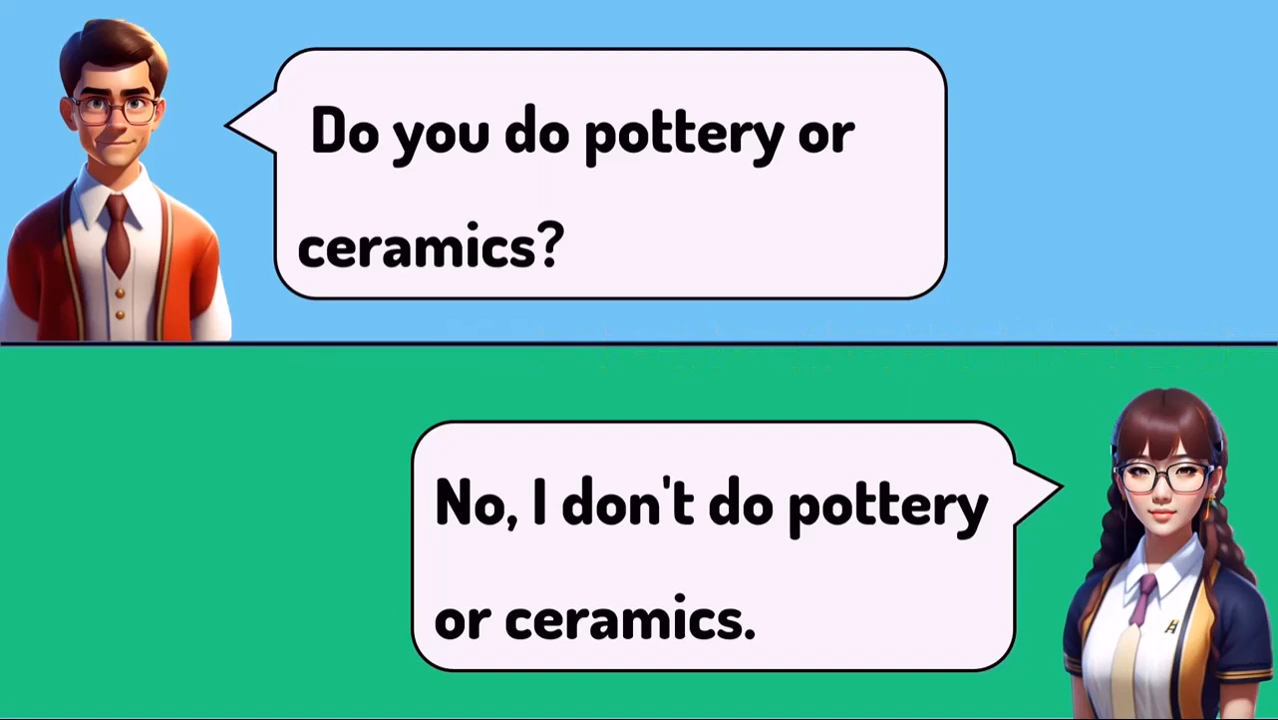 Do you do pottery or
ceramics?
No, I don't do pottery
or ceramics.